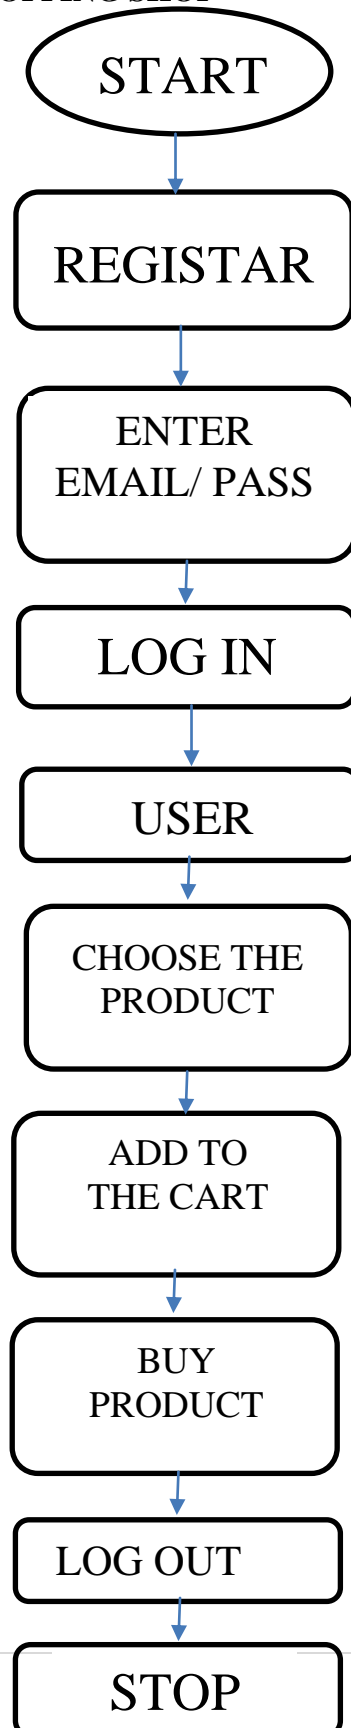 START
REGISTAR
ENTER
EMAIL/ PASS
LOG IN
USER
CHOOSE THE
PRODUCT
ADD TO
THE CART
BUY
PRODUCT
LOG OUT
STOP